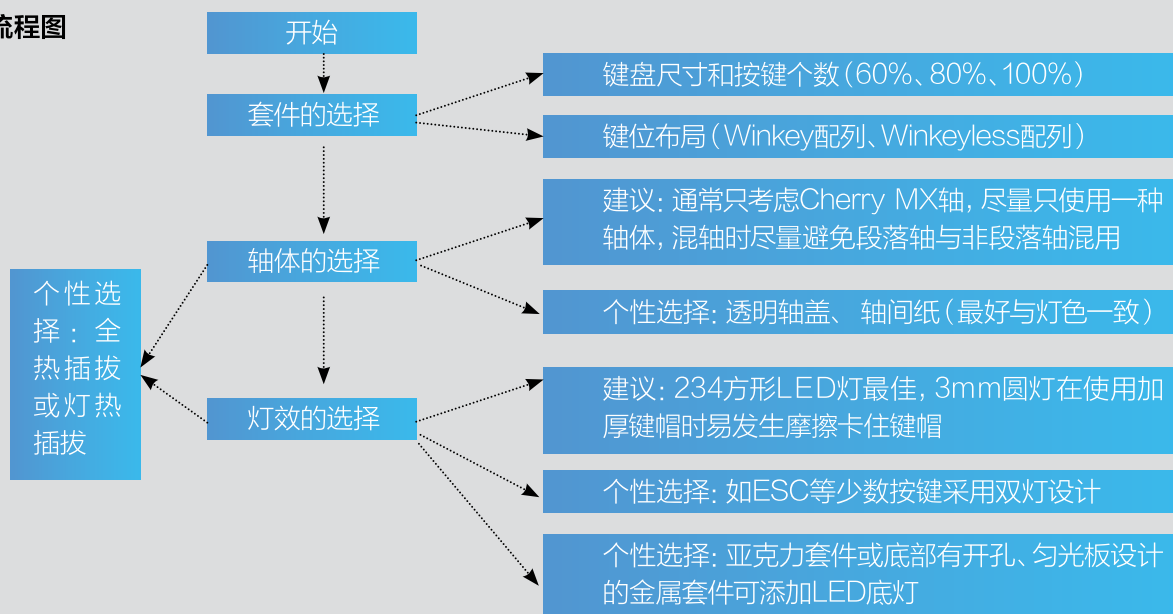 流程图
开始
套件的选择
键盘尺寸和按键个数（60%、80%、100%）
键位布局（Winkey配列、Winkeyless配列）
轴体的选择
建议：通常只考虑Cherry MX轴，尽量只使用一种
轴体，混轴时尽量避免段落轴与非段落轴混用
个性选择：透明轴盖、 轴间纸（最好与灯色一致）
个性选
择：全
热插拔
或灯热
插拔
灯效的选择
建议：234方形LED灯最佳，3mm圆灯在使用加
厚键帽时易发生摩擦卡住键帽
个性选择：如ESC等少数按键采用双灯设计
个性选择：亚克力套件或底部有开孔、匀光板设计
的金属套件可添加LED底灯